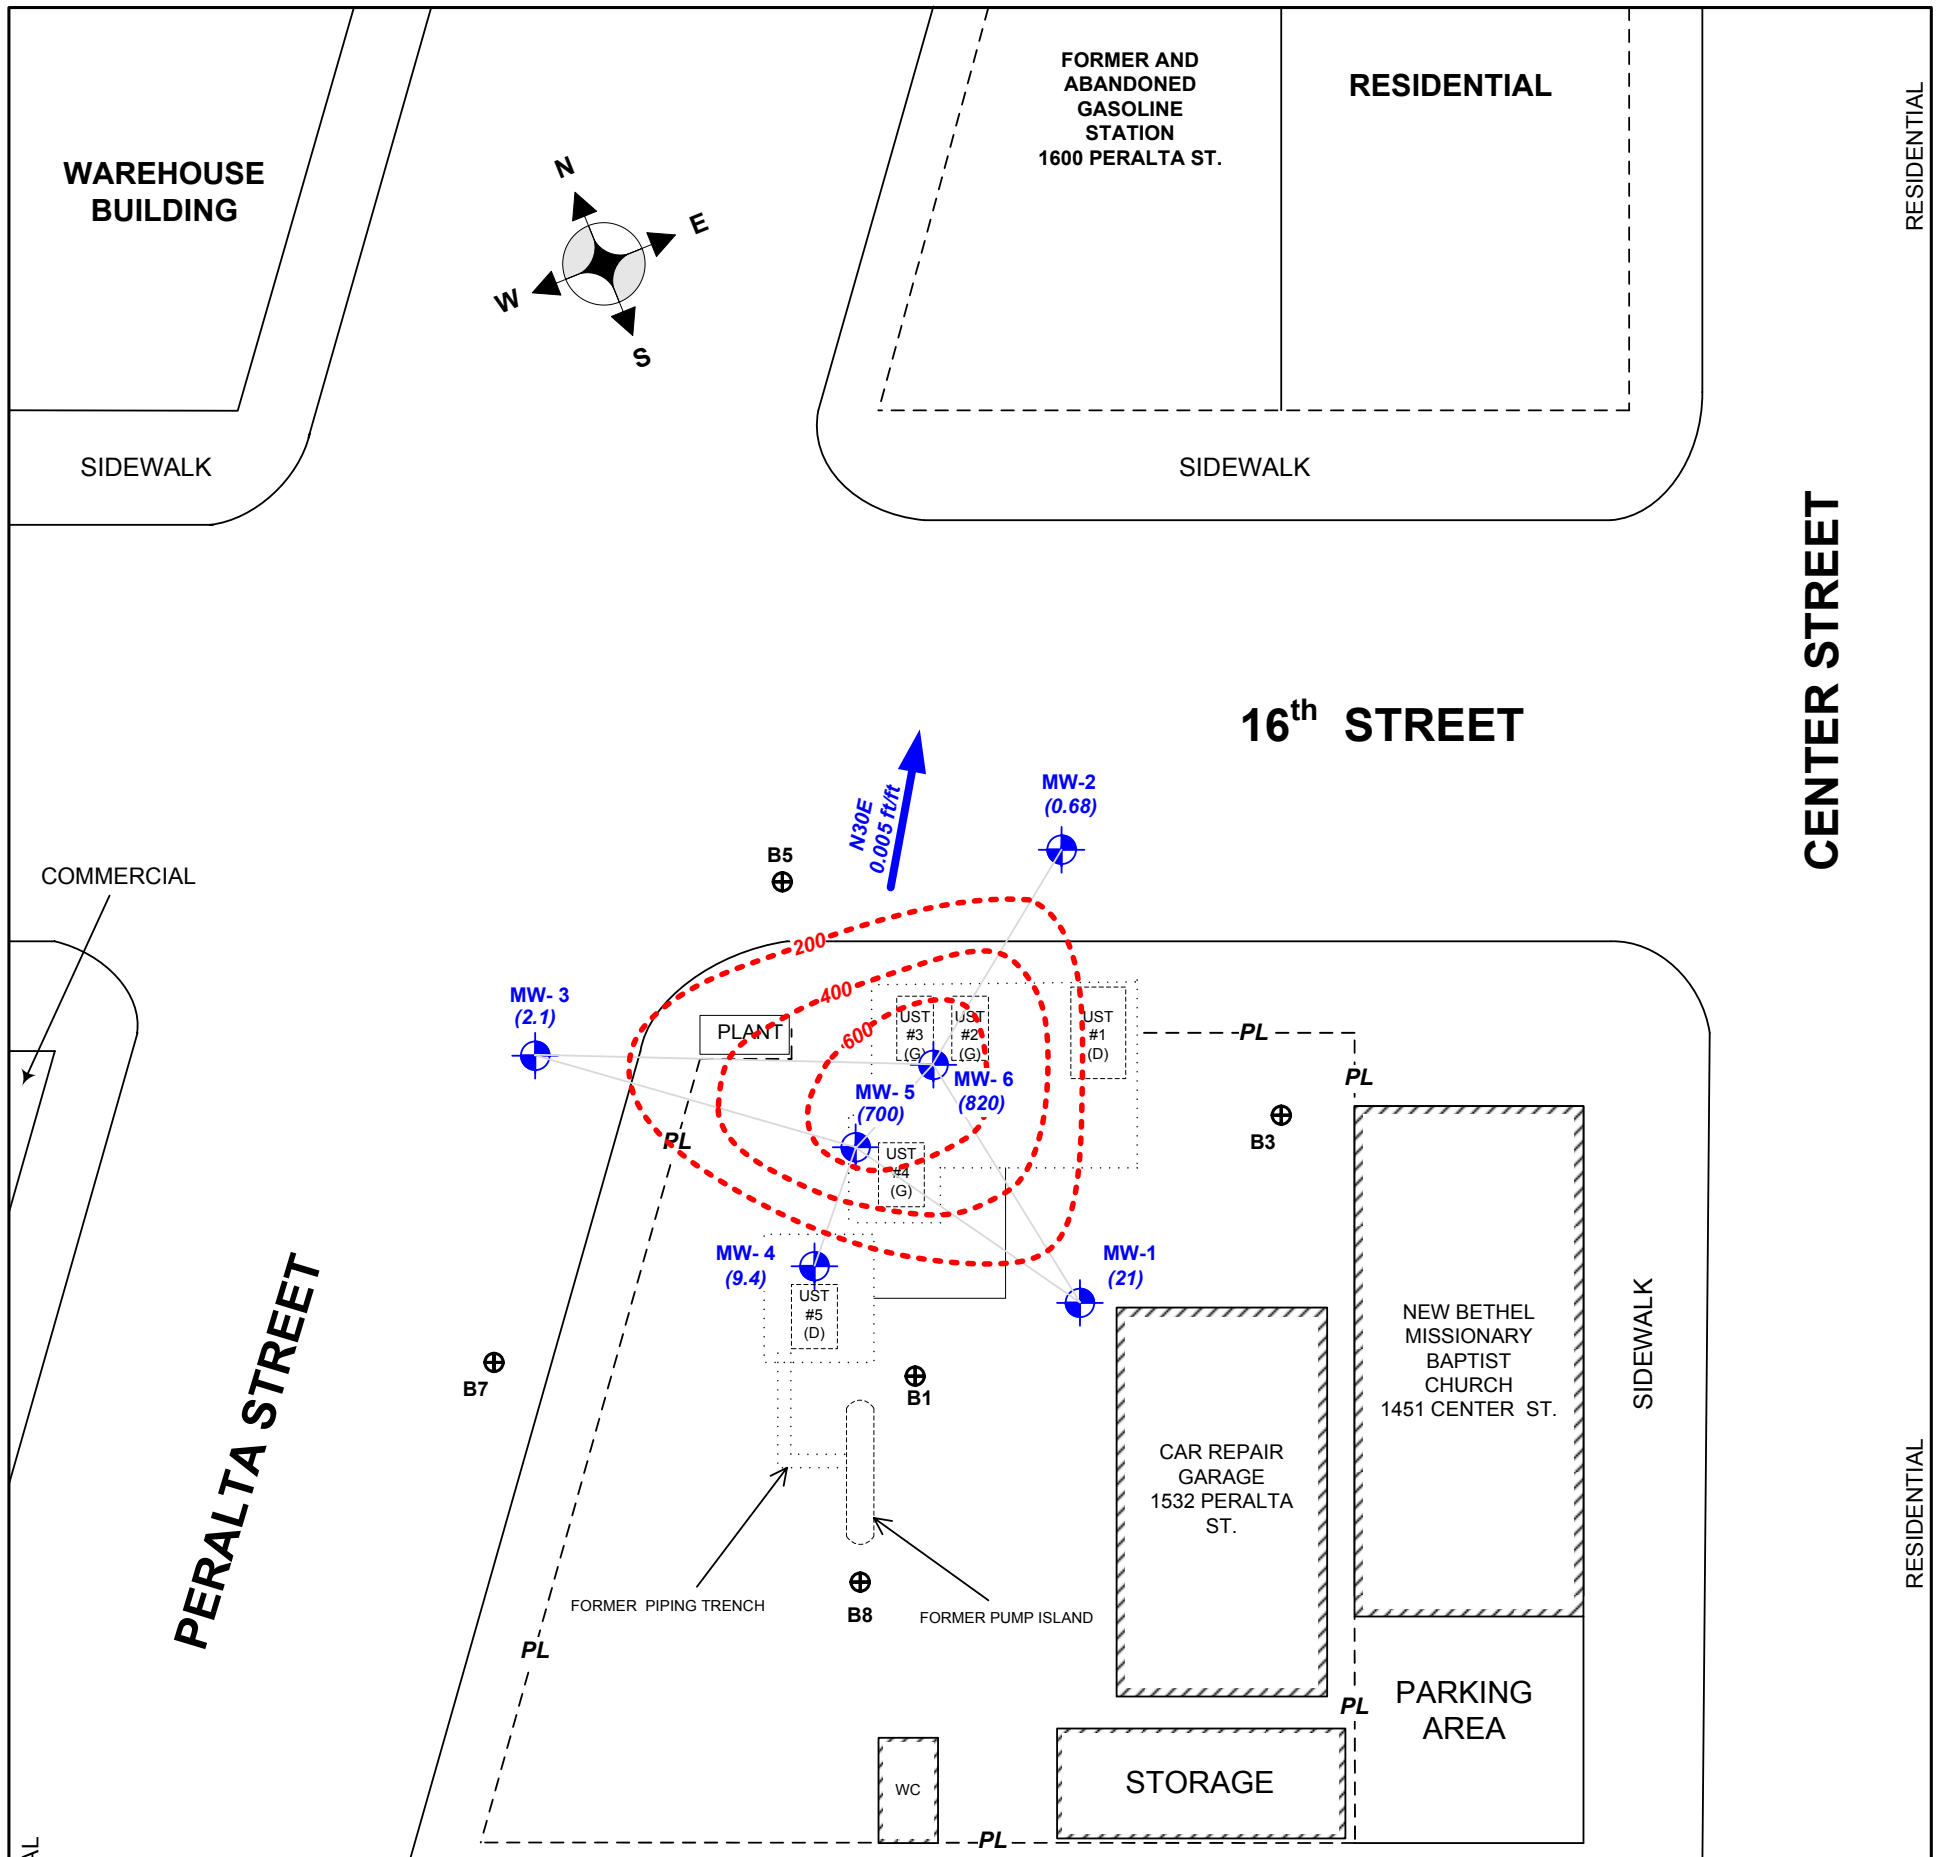 FORMER AND
ABANDONED
GASOLINE
STATION
1600 PERALTA ST.
RESIDENTIAL
RESIDENTIAL
WAREHOUSE
BUILDING
N
E
W
S
SIDEWALK
SIDEWALK
CENTER STREET
16th STREET
N30E
0.005 ft/ft
MW-2
(0.68)
B5
COMMERCIAL
200
MW- 3
(2.1)
400
600
PLANT
UST
#3
(G)
UST
#2
(G)
UST
#1
(D)
PL
PL
MW- 5
(700)
MW- 6
(820)
B3
PL
UST
#4
(G)
MW- 4
(9.4)
MW-1
(21)
UST
#5
(D)
B7
B1
PERALTA STREET
NEW BETHEL
MISSIONARY
BAPTIST
CHURCH
1451 CENTER ST.
SIDEWALK
CAR REPAIR
GARAGE
1532 PERALTA
ST.
RESIDENTIAL
FORMER PIPING TRENCH
B8
FORMER PUMP ISLAND
PL
PL
PARKING
AREA
WC
STORAGE
PL